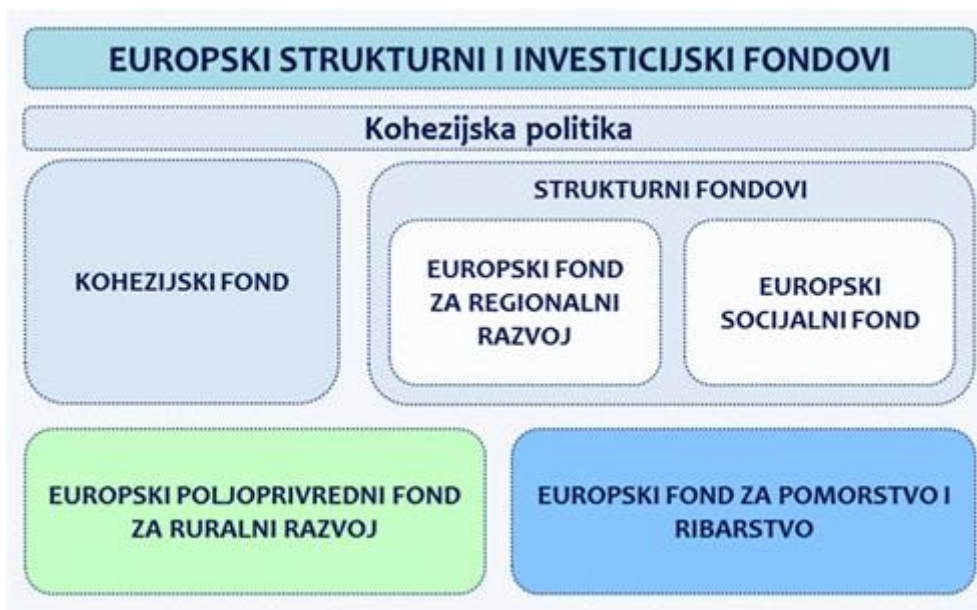 EUROPSKI STRUKTURNI I INVESTICIJSKI FONDOVI
Kohezijska politika
KOHEZIJSKI FOND
STRUKTURNI FONDOVI
EUROPSKI FOND
ZA REGIONALNI
RAZVOJ
EUROPSKI
SOCIJALNI FOND
EUROPSKI POLJOPRIVREDNI FOND
ZA RURALNI RAZVOJ
EUROPSKI FOND ZA POMORSTVO I
RIBARSTVO